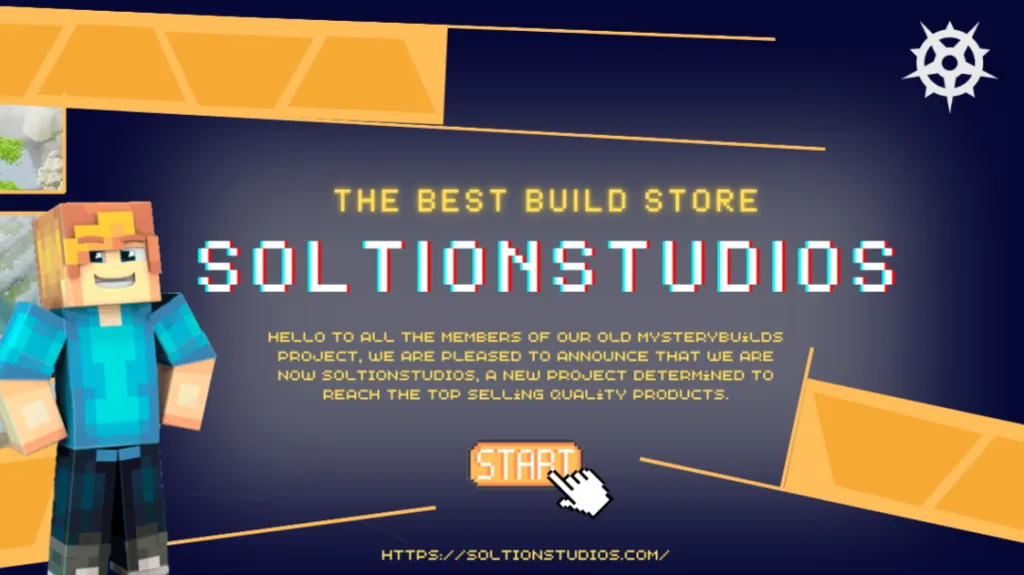 THE BEST BUILD STORE
SOLTIONSTUDIOS
HELLO TO ALL THE MEMBERS OF OUR OLD MYSTERYBUILDS
PROJECT, WE ARE PLEASED TO ANNOUNCE THAT WE ARE
NOW SOLTIONSTUDIOS, A NEW PROJECT DETERMINED TO
REACH THE TOP SELLING QUALITY PRODUCTS.
START
HTTPS://SOLTIONSTUDIOS.COM/